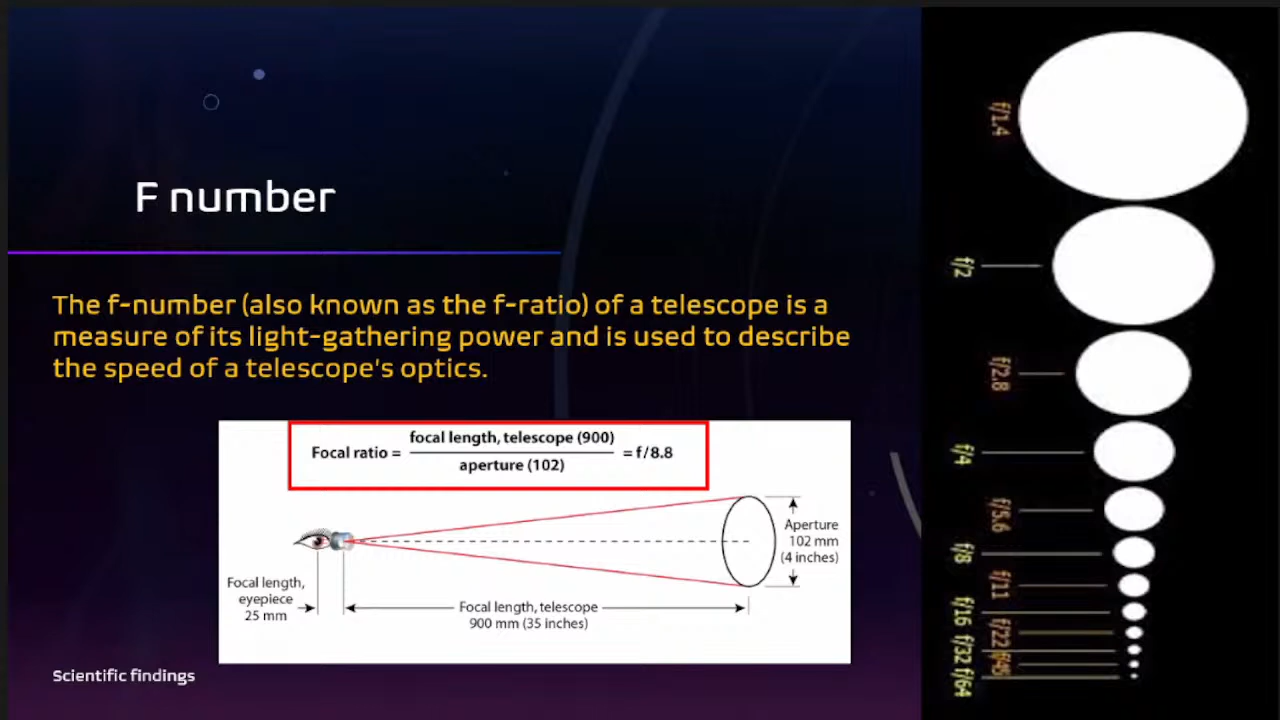 F number
The f-number (also known as the f-ratio) of a telescope is a
measure of its light-gathering power and is used to describe
the speed of a telescope's optics.
Focal ratio = focal length, telescope (900) / aperture (102) = f/8.8
Aperture
102 mm
(4 inches)
Focal length,
eyepiece
25 mm
Focal length, telescope
900 mm (35 inches)
Scientific findings
f/1.4
f/2
f/2.8
f/4
f/5.6
f/8
f/11
f/16
f/22
f/32
f/45
f/64